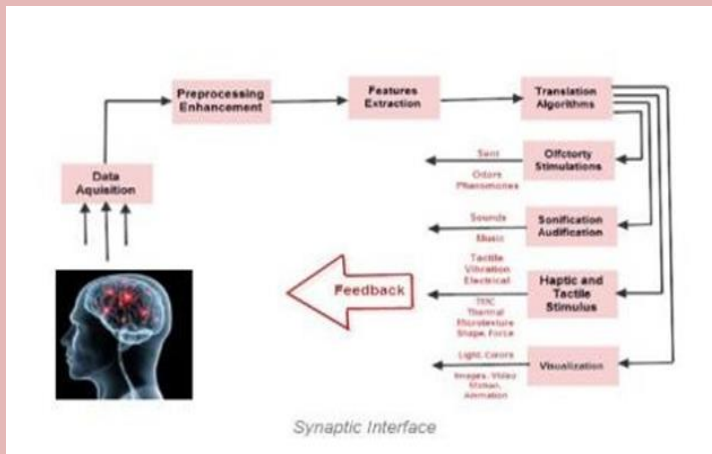 Preprocessing
Enhancement
Features
Extraction
Translation
Algorithms
Data
Aquisition
Olfctorty
Stimulations
Sent
Odors
Pheromones
Sonification
Audification
Sounds
Music
Haptic and
Tactile
Stimulus
Tactile
Vibration
Electrical
Thermal
Microtexture
Shape, Force
Feedback
Visualization
Light, Colors
Images, Video
Motion,
Animation
Synaptic Interface